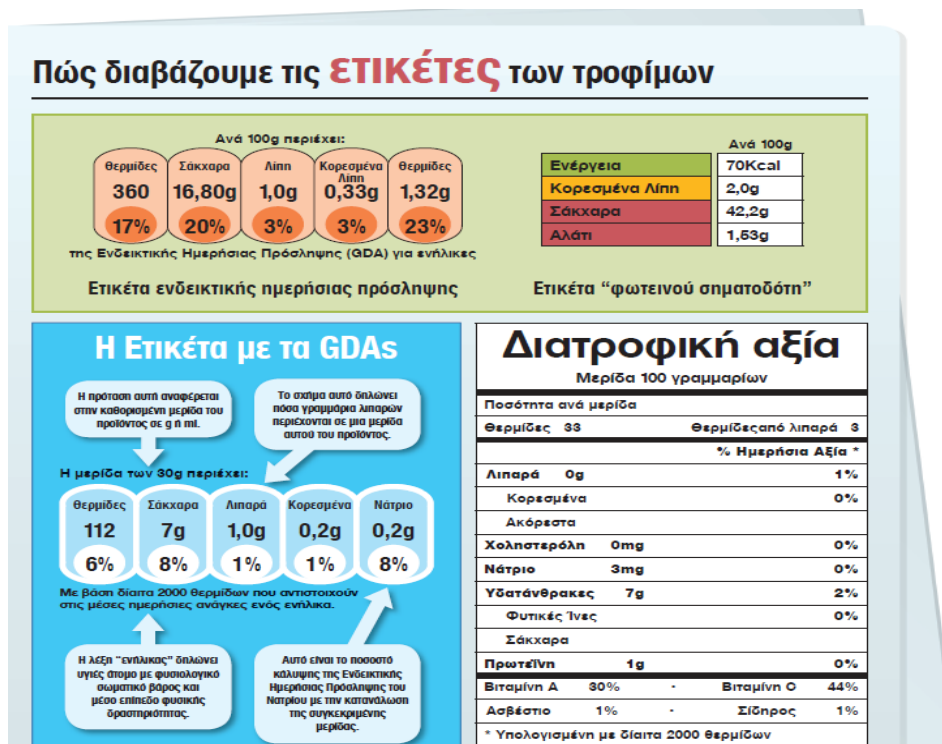 Πώς διαβάζουμε τις ετικέτες των τροφίμων
Ανά 100g περιέχει:
Θερμίδες Σάκχαρα Λίπη Κορεσμένα Λίπη Θερμίδες
360 16,80g 1,0g 0,33g 1,32g
17% 20% 3% 3% 23%
της Ενδεικτικής Ημερήσιας Πρόσληψης (GDA) για ενήλικες
Ετικέτα ενδεικτικής ημερήσιας πρόσληψης
Ανά 100g
Ενέργεια 70Kcal
Κορεσμένα Λίπη 2,0g
Σάκχαρα 42,2g
Αλάτι 1,53g
Ετικέτα “φωτεινού σηματοδότη”
Η Ετικέτα με τα GDAs
Η πρόταση αυτή αναφέρεται
στην καθορισμένη μερίδα του
προϊόντος σε g ή ml.
Το σχήμα αυτό δηλώνει
πόσα γραμμάρια λιπαρών
περιέχονται σε μια μερίδα
αυτού του προϊόντος.
Η μερίδα των 30g περιέχει:
Θερμίδες Σάκχαρα Λιπαρά Κορεσμένα Νάτριο
112 7g 1,0g 0,2g 0,2g
6% 8% 1% 1% 8%
Με βάση δίαιτα 2000 θερμίδων που αντιστοιχούν
στις μέσες ημερήσιες ανάγκες ενός ενήλικα.
Η λέξη “ενήλικας” δηλώνει
υγιές άτομο με φυσιολογικό
σωματικό βάρος και
μέσο επίπεδο φυσικής
δραστηριότητας.
Αυτό είναι το ποσοστό
κάλυψης της Ενδεικτικής
Ημερήσιας Πρόσληψης του
Νατρίου με την κατανάλωση
της συγκεκριμένης
μερίδας.
Διατροφική αξία
Μερίδα 100 γραμμαρίων
Ποσότητα ανά μερίδα
Θερμίδες 33 Θερμίδεςαπό λιπαρά 3
% Ημερήσια Αξία *
Λιπαρά 0g 1%
Κορεσμένα 0%
Ακόρεστα
Χοληστερόλη 0mg 0%
Νάτριο 3mg 0%
Υδατάνθρακες 7g 2%
Φυτικές Ίνες 0%
Σάκχαρα
Πρωτεΐνη 1g 0%
Βιταμίνη A 30% - Βιταμίνη C 44%
Ασβέστιο 1% - Σίδηρος 1%
* Υπολογισμένη με δίαιτα 2000 θερμίδων